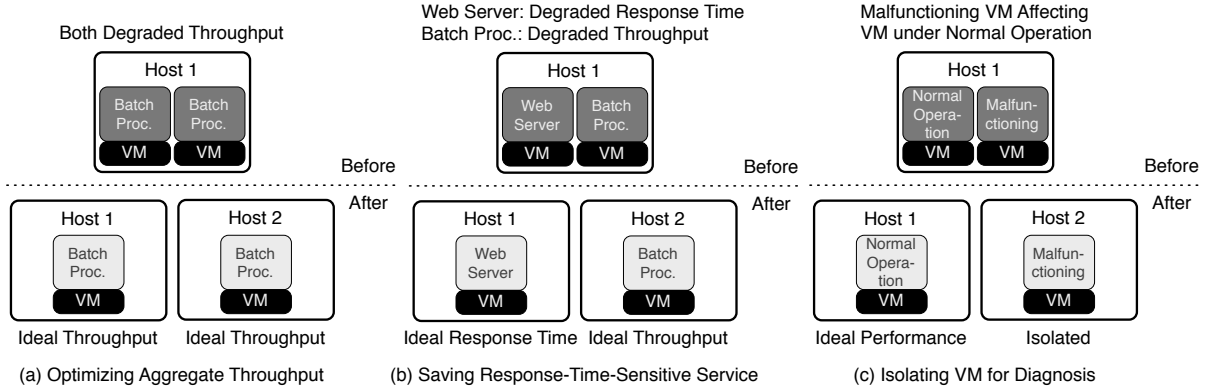 Both Degraded Throughput
Host 1
Batch
Proc.
Batch
Proc.
VM
VM
Before
After
Host 1
Host 2
Batch
Proc.
Batch
Proc.
VM
VM
Ideal Throughput
Ideal Throughput
(a) Optimizing Aggregate Throughput
Web Server: Degraded Response Time
Batch Proc.: Degraded Throughput
Host 1
Web
Server
Batch
Proc.
VM
VM
Before
After
Host 1
Host 2
Web
Server
Batch
Proc.
VM
VM
Ideal Response Time
Ideal Throughput
(b) Saving Response-Time-Sensitive Service
Malfunctioning VM Affecting
VM under Normal Operation
Host 1
Normal
Opera-
tion
Malfun-
ctioning
VM
VM
Before
After
Host 1
Host 2
Normal
Opera-
tion
Malfun-
ctioning
VM
VM
Ideal Performance
Isolated
(c) Isolating VM for Diagnosis